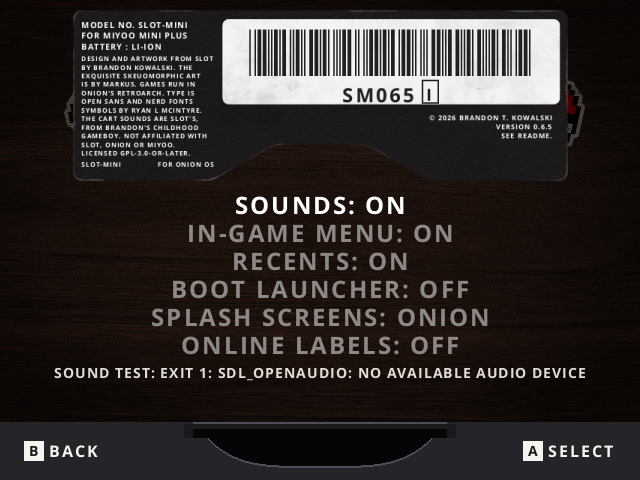 MODEL NO. SLOT-MINI
FOR MIYOO MINI PLUS
BATTERY : LI-ION
DESIGN AND ARTWORK FROM SLOT
BY BRANDON KOWALSKI. THE
EXQUISITE SKEUOMORPHIC ART
IS BY MARKUS. GAMES RUN IN
ONION'S RETROARCH. TYPE IS
OPEN SANS AND NERD FONTS
SYMBOLS BY RYAN L MCINTYRE.
THE CART SOUNDS ARE SLOT'S,
FROM BRANDON'S CHILDHOOD
GAMEBOY. NOT AFFILIATED WITH
SLOT, ONION OR MIYOO.
LICENSED GPL-3.0-OR-LATER.
SLOT-MINI FOR ONION OS
SM065 I
© 2026 BRANDON T. KOWALSKI
VERSION 0.6.5
SEE README.
SOUNDS: ON
IN-GAME MENU: ON
RECENTS: ON
BOOT LAUNCHER: OFF
SPLASH SCREENS: ONION
ONLINE LABELS: OFF
SOUND TEST: EXIT 1: SDL_OPENAUDIO: NO AVAILABLE AUDIO DEVICE
B BACK
A SELECT